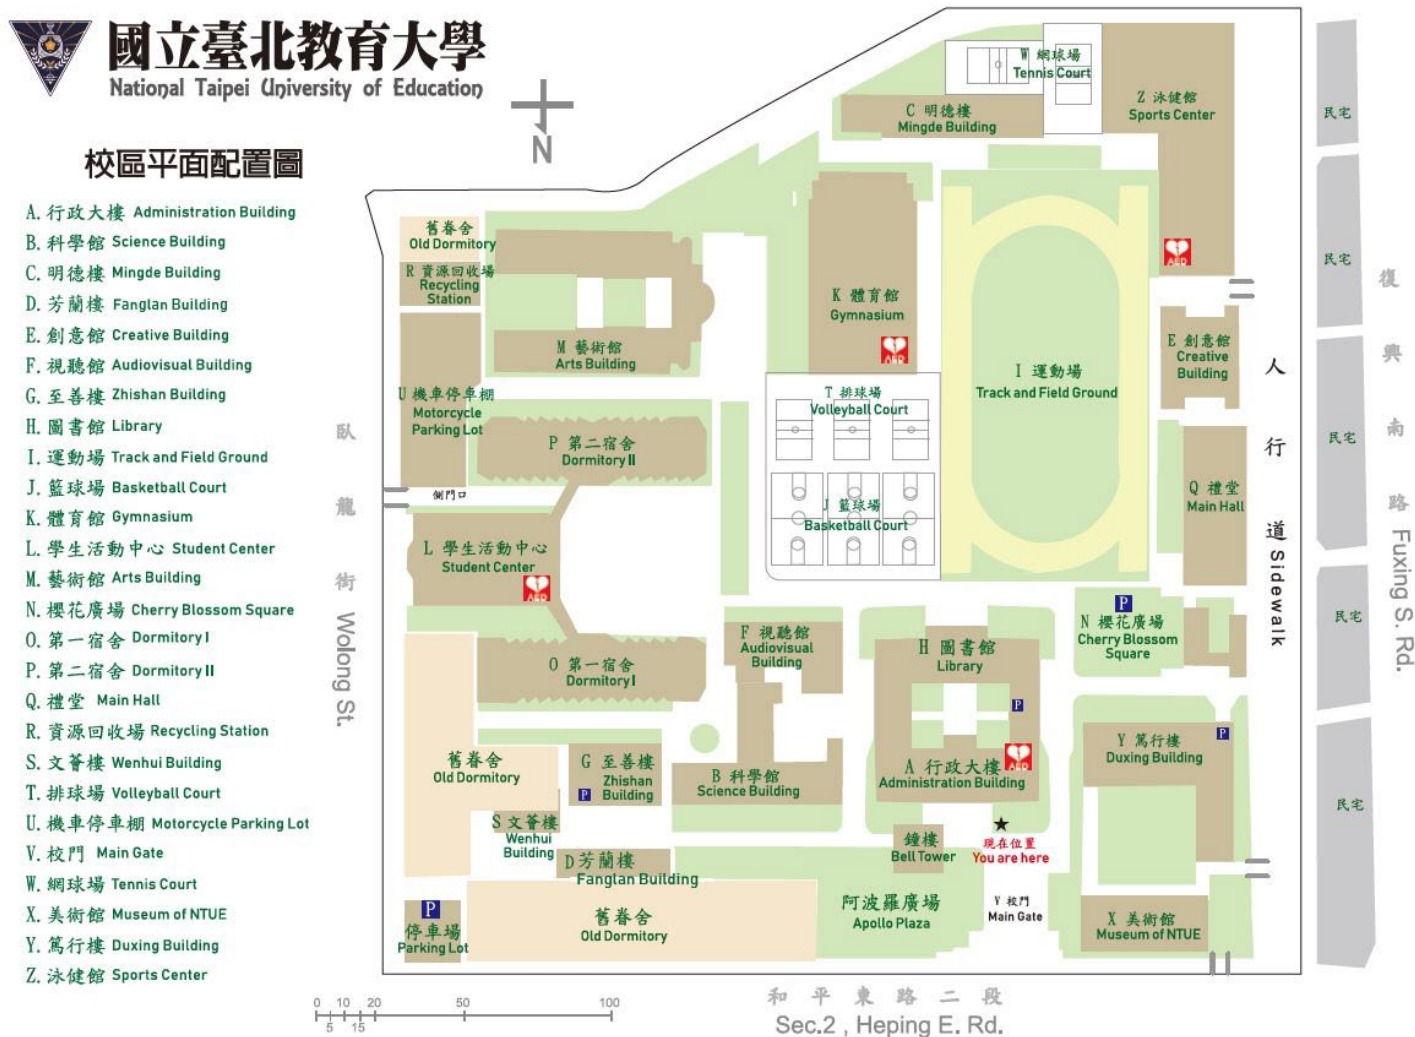 國立臺北教育大學
National Taipei University of Education
N
校區平面配置圖
A. 行政大樓 Administration Building
B. 科學館 Science Building
C. 明德樓 Mingde Building
D. 芳蘭樓 Fanglan Building
E. 創意館 Creative Building
F. 視聽館 Audiovisual Building
G. 至善樓 Zhishan Building
H. 圖書館 Library
I. 運動場 Track and Field Ground
J. 籃球場 Basketball Court
K. 體育館 Gymnasium
L. 學生活動中心 Student Center
M. 藝術館 Arts Building
N. 櫻花廣場 Cherry Blossom Square
O. 第一宿舍 Dormitory I
P. 第二宿舍 Dormitory II
Q. 禮堂 Main Hall
R. 資源回收場 Recycling Station
S. 文薈樓 Wenhui Building
T. 排球場 Volleyball Court
U. 機車停車棚 Motorcycle Parking Lot
V. 校門 Main Gate
W. 網球場 Tennis Court
X. 美術館 Museum of NTUE
Y. 篤行樓 Duxing Building
Z. 泳健館 Sports Center
W 網球場
Tennis Court
C 明德樓
Mingde Building
Z 泳健館
Sports Center
民宅
舊眷舍
Old Dormitory
R 資源回收場
Recycling
Station
AED
民宅
復興南路 Fuxing S. Rd.
K 體育館
Gymnasium
AED
M 藝術館
Arts Building
E 創意館
Creative
Building
人行道 Sidewalk
I 運動場
Track and Field Ground
U 機車停車棚
Motorcycle
Parking Lot
T 排球場
Volleyball Court
臥龍街 Wolong St.
P 第二宿舍
Dormitory II
民宅
側門口
Q 禮堂
Main Hall
J 籃球場
Basketball Court
L 學生活動中心
Student Center
AED
P
N 櫻花廣場
Cherry Blossom
Square
民宅
F 視聽館
Audiovisual
Building
H 圖書館
Library
P
O 第一宿舍
Dormitory I
舊眷舍
Old Dormitory
G 至善樓
Zhishan
Building
P
B 科學館
Science Building
A 行政大樓
Administration Building
AED
Y 篤行樓
Duxing Building
P
民宅
S 文薈樓
Wenhui
Building
鐘樓
Bell Tower
★
現在位置
You are here
D 芳蘭樓
Fanglan Building
P
停車場
Parking Lot
舊眷舍
Old Dormitory
阿波羅廣場
Apollo Plaza
V 校門
Main Gate
X 美術館
Museum of NTUE
0 10 20 50 100
5 15
和平東路二段
Sec.2 , Heping E. Rd.